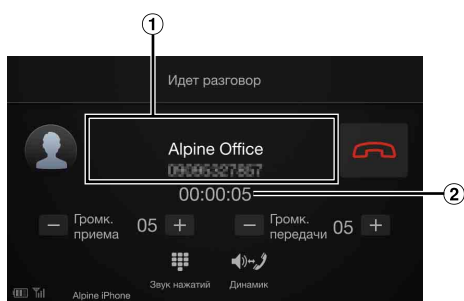 1
Идет разговор
Alpine Office
00:00:05
2
− Громк. приема 05 +
− Громк. передачи 05 +
Звук нажатий
Динамик
Alpine iPhone